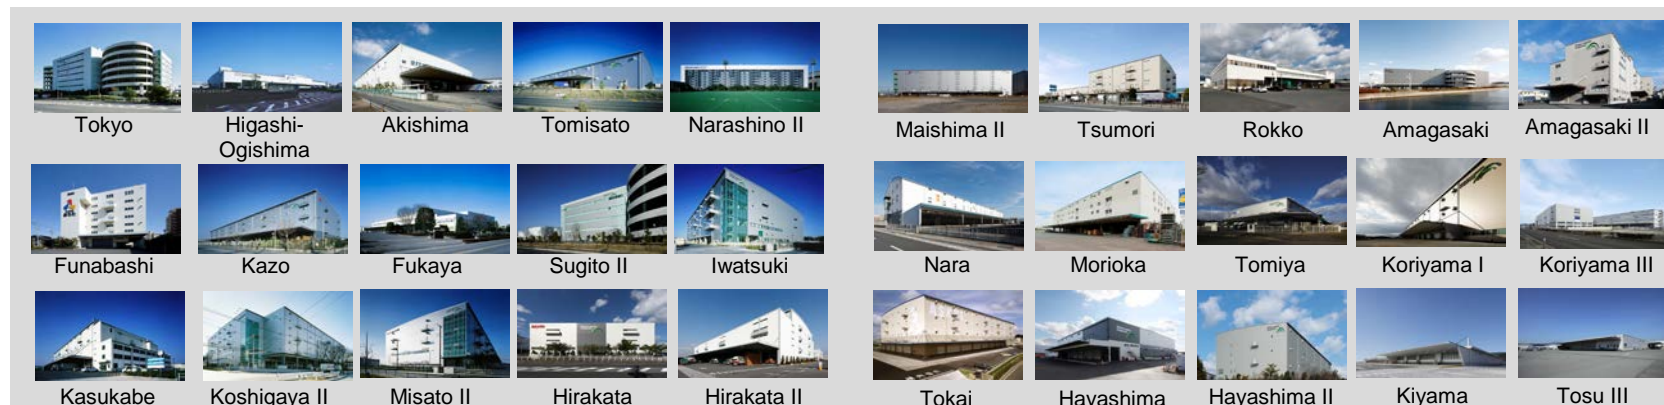 Tokyo
Higashi-
Ogishima
Akishima
Tomisato
Narashino II
Maishima II
Tsumori
Rokko
Amagasaki
Amagasaki II
Funabashi
Kazo
Fukaya
Sugito II
Iwatsuki
Nara
Morioka
Tomiya
Koriyama I
Koriyama III
Kasukabe
Koshigaya II
Misato II
Hirakata
Hirakata II
Tokai
Hayashima
Hayashima II
Kiyama
Tosu III